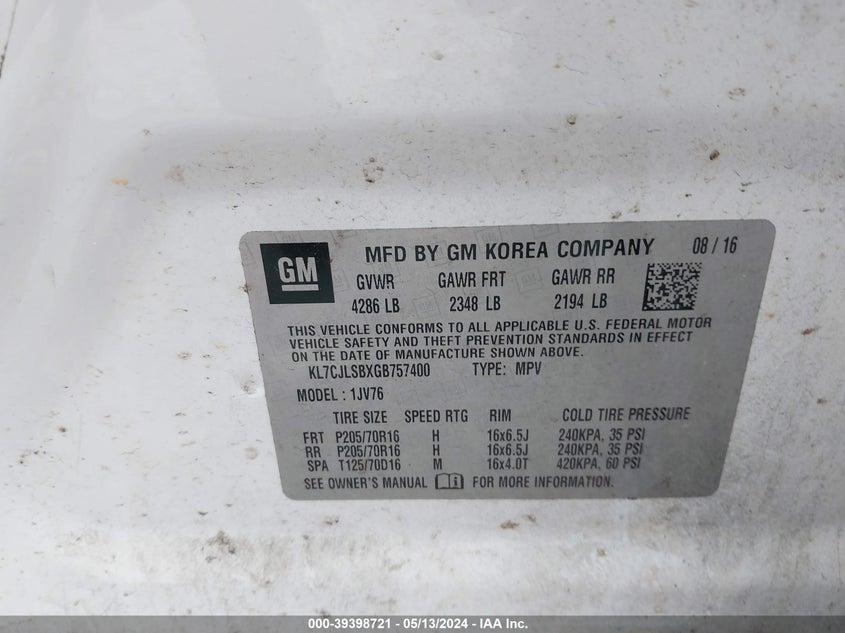 GM
MFD BY GM KOREA COMPANY 08 / 16
GVWR GAWR FRT GAWR RR
4286 LB 2348 LB 2194 LB
THIS VEHICLE CONFORMS TO ALL APPLICABLE U.S. FEDERAL MOTOR
VEHICLE SAFETY AND THEFT PREVENTION STANDARDS IN EFFECT
ON THE DATE OF MANUFACTURE SHOWN ABOVE.
KL7CJLSBXGB757400 TYPE: MPV
MODEL : 1JV76
TIRE SIZE SPEED RTG RIM COLD TIRE PRESSURE
FRT P205/70R16 H 16x6.5J 240KPA, 35 PSI
RR P205/70R16 H 16x6.5J 240KPA, 35 PSI
SPA T125/70D16 M 16x4.0T 420KPA, 60 PSI
SEE OWNER'S MANUAL FOR MORE INFORMATION.
000-39398721 - 05/13/2024 - IAA Inc.